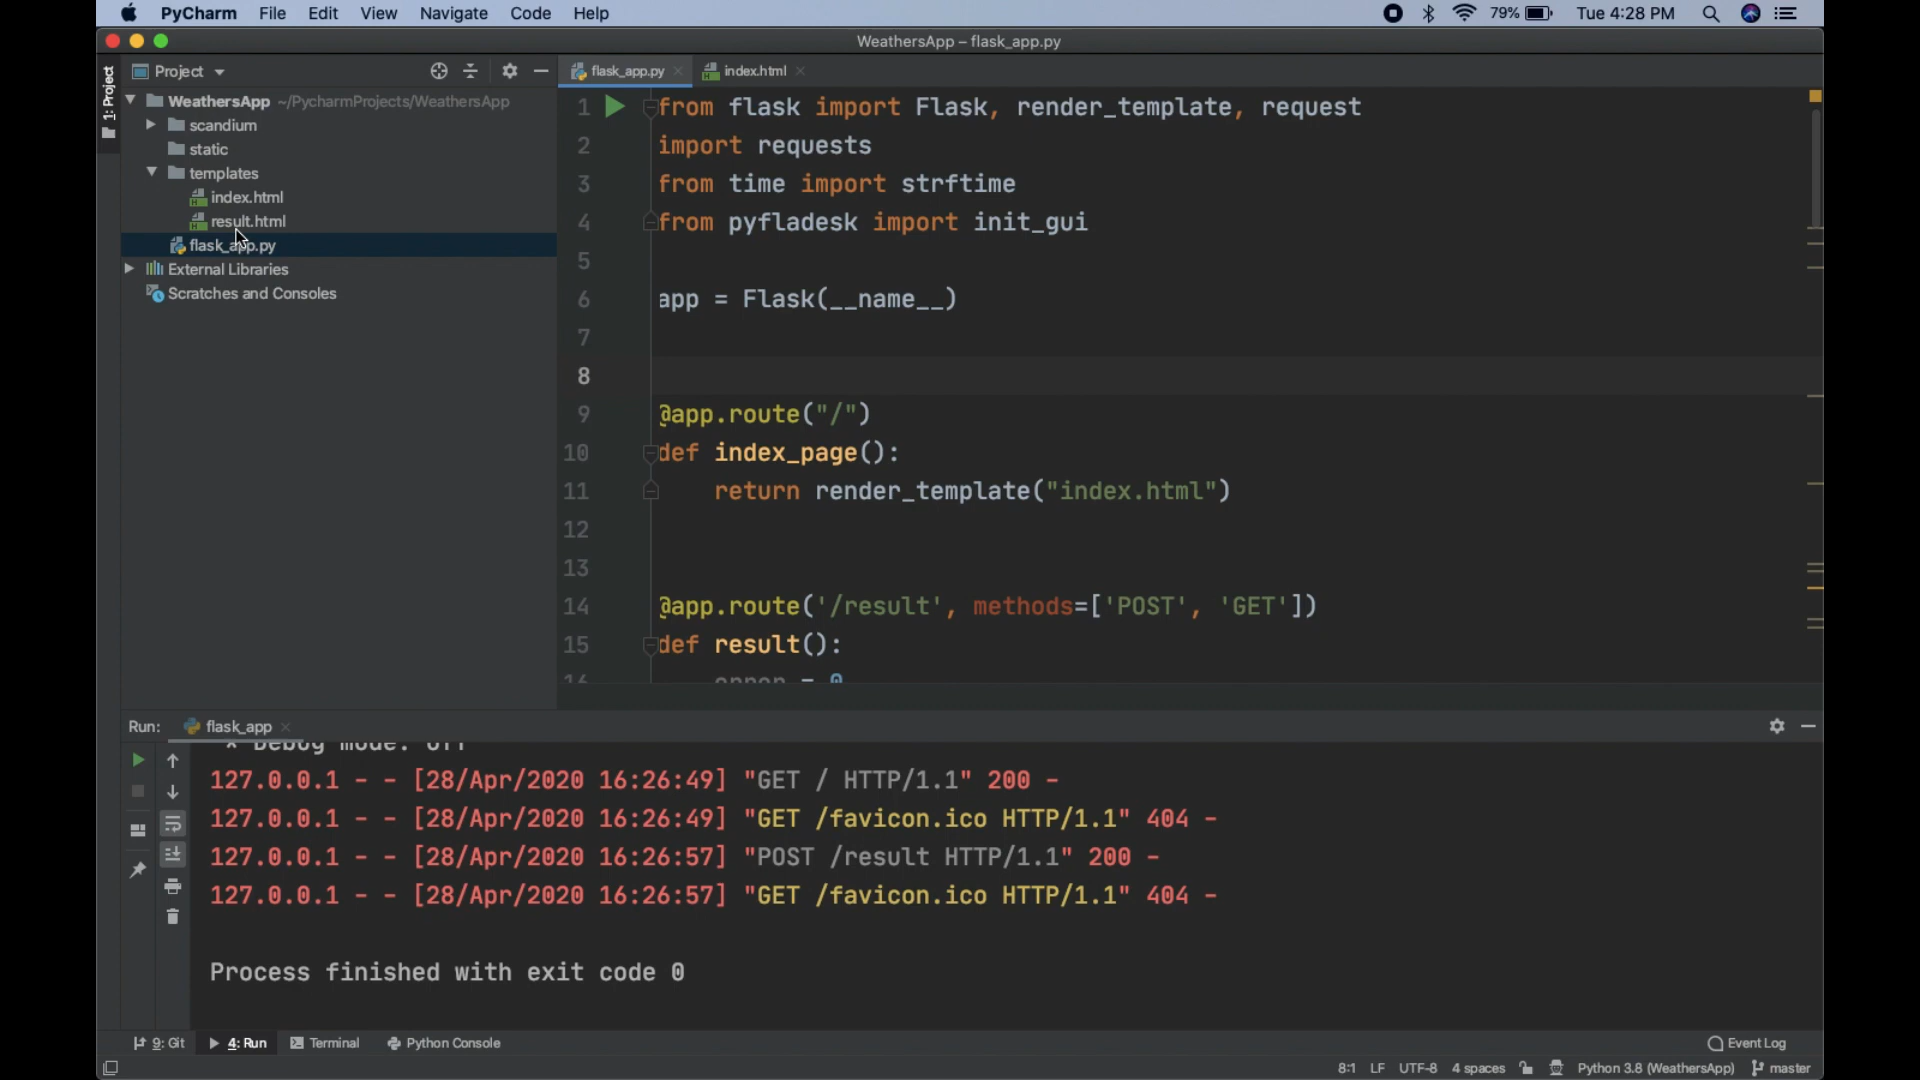 PyCharm File Edit View Navigate Code Help 79% Tue 4:28 PM
WeathersApp – flask_app.py
1: Project
Project
WeathersApp ~/PycharmProjects/WeathersApp
scandium
static
templates
index.html
result.html
flask_app.py
External Libraries
Scratches and Consoles
flask_app.py index.html
1 from flask import Flask, render_template, request
2 import requests
3 from time import strftime
4 from pyfladesk import init_gui
5
6 app = Flask(__name__)
7
8
9 @app.route("/")
10 def index_page():
11 return render_template("index.html")
12
13
14 @app.route('/result', methods=['POST', 'GET'])
15 def result():
16 error = 0
Run: flask_app
* Debug mode: off
127.0.0.1 - - [28/Apr/2020 16:26:49] "GET / HTTP/1.1" 200 -
127.0.0.1 - - [28/Apr/2020 16:26:49] "GET /favicon.ico HTTP/1.1" 404 -
127.0.0.1 - - [28/Apr/2020 16:26:57] "POST /result HTTP/1.1" 200 -
127.0.0.1 - - [28/Apr/2020 16:26:57] "GET /favicon.ico HTTP/1.1" 404 -
Process finished with exit code 0
9: Git 4: Run Terminal Python Console Event Log
8:1 LF UTF-8 4 spaces Python 3.8 (WeathersApp) master